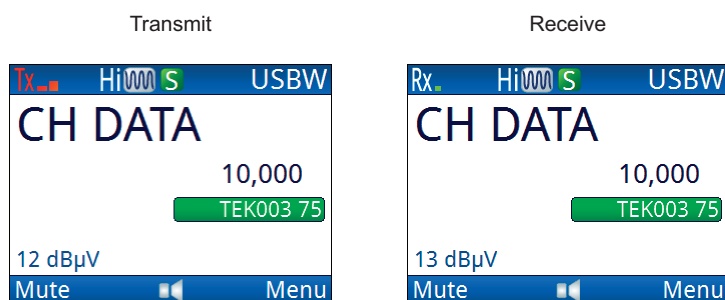 Transmit
Tx Hi S USBW
CH DATA
10,000
TEK003 75
12 dBµV
Mute Menu
Receive
Rx Hi S USBW
CH DATA
10,000
TEK003 75
13 dBµV
Mute Menu